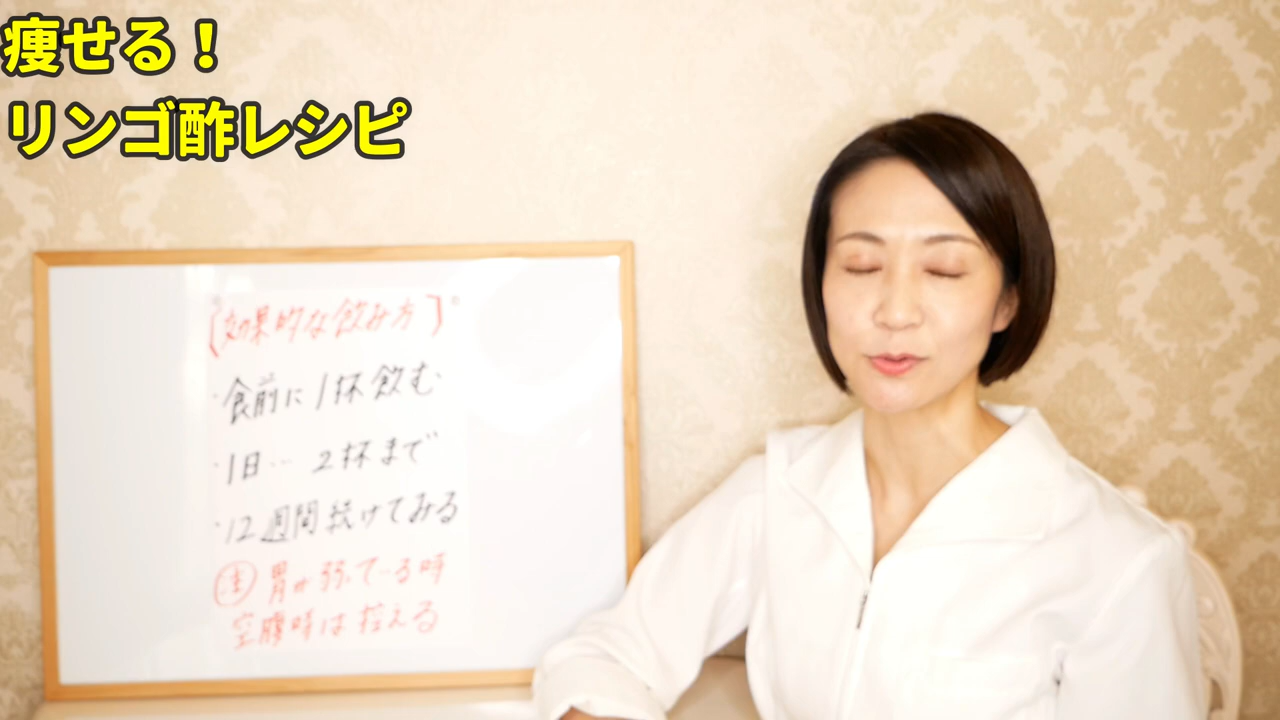 痩せる！
リンゴ酢レシピ
【効果的な飲み方】
・食前に1杯飲む
・1日… 2杯まで
・12週間続けてみる
注 胃が弱っている時
空腹時は控える